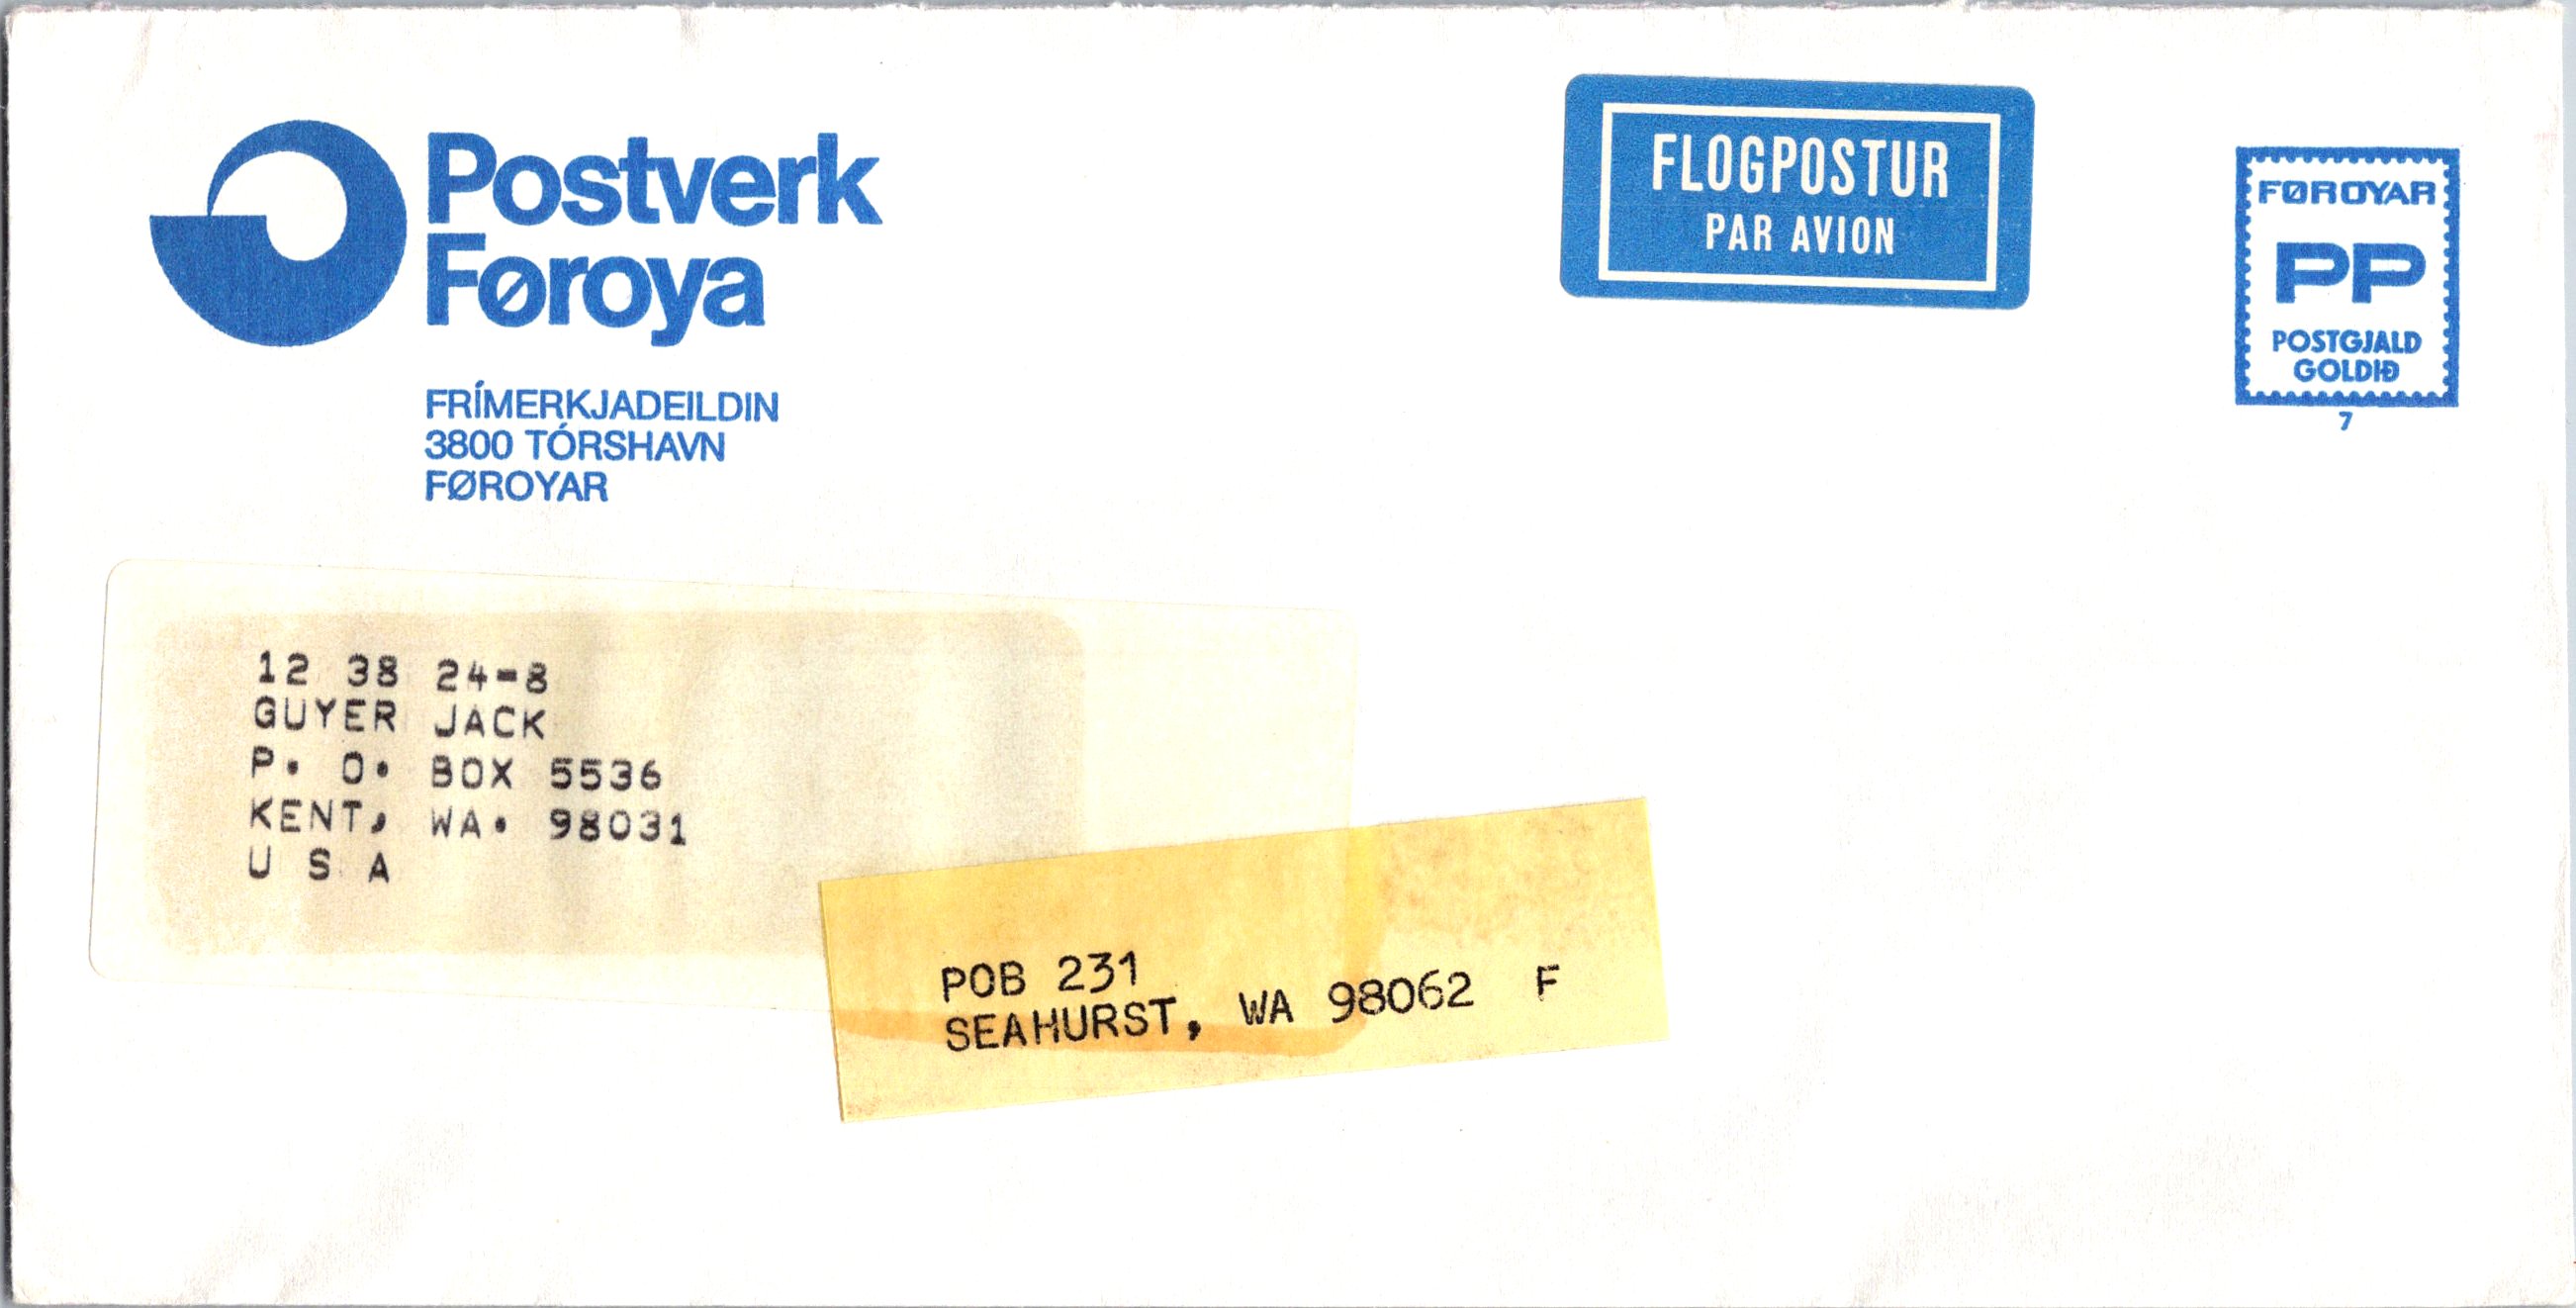 Postverk
Føroya
FRÍMERKJADEILDIN
3800 TÓRSHAVN
FØROYAR
FLOGPOSTUR
PAR AVION
FØROYAR
PP
POSTGJALD
GOLDIÐ
7
12 38 24-8
GUYER JACK
P. O. BOX 5536
KENT, WA. 98031
U S A
POB 231
SEAHURST, WA 98062 F